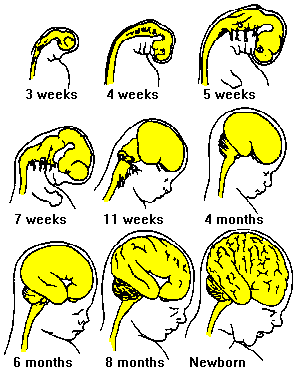 3 weeks
4 weeks
5 weeks
7 weeks
11 weeks
4 months
6 months
8 months
Newborn